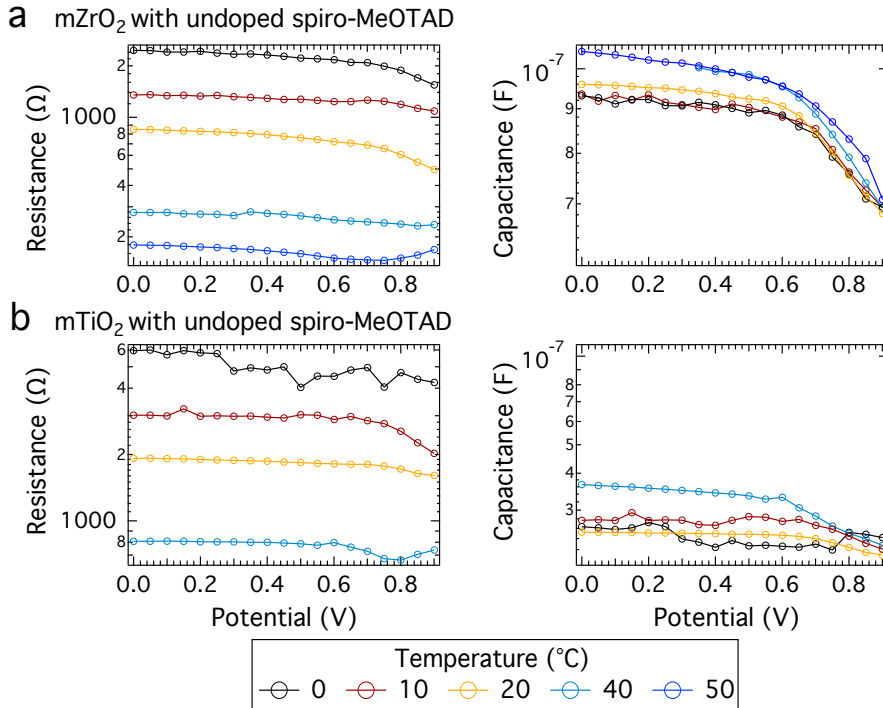 a mZrO₂ with undoped spiro-MeOTAD
Resistance (Ω)
2
1000
8
6
4
2
0.0 0.2 0.4 0.6 0.8
Capacitance (F)
10⁻⁷
9
8
7
0.0 0.2 0.4 0.6 0.8
b mTiO₂ with undoped spiro-MeOTAD
Resistance (Ω)
6
4
2
1000
8
0.0 0.2 0.4 0.6 0.8
Potential (V)
Capacitance (F)
10⁻⁷
8
7
6
5
4
3
0.0 0.2 0.4 0.6 0.8
Potential (V)
Temperature (°C)
0 10 20 40 50